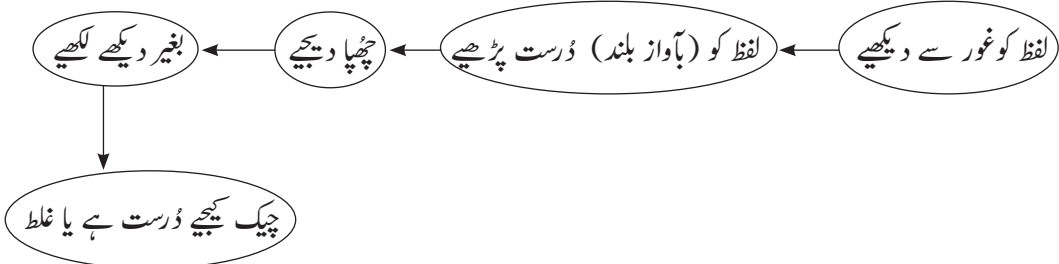 لفظ کو غور سے دیکھیے
لفظ کو (بآواز بلند) دُرست پڑھیے
چھُپا دیجیے
بغیر دیکھے لکھیے
چیک کیجیے دُرست ہے یا غلط